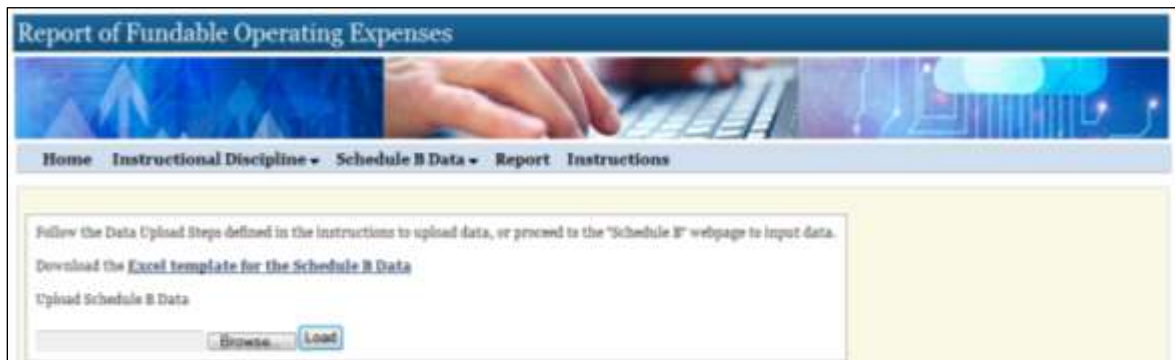 Report of Fundable Operating Expenses
Home Instructional Discipline Schedule B Data Report Instructions
Follow the Data Upload Steps defined in the instructions to upload data, or proceed to the "Schedule B" webpage to input data.
Download the Excel template for the Schedule B Data
Upload Schedule B Data
Browse... Load